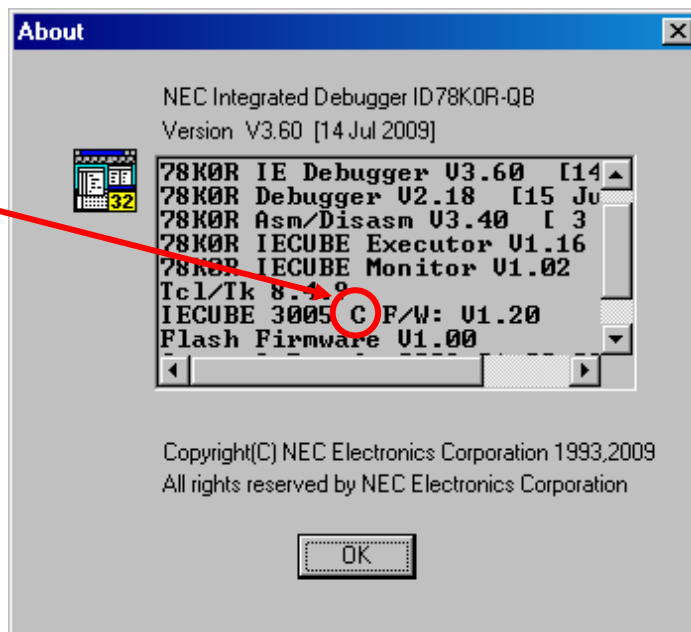 About
NEC Integrated Debugger ID78K0R-QB
Version V3.60 [14 Jul 2009]
32
78K0R IE Debugger V3.60 [14
78K0R Debugger V2.18 [15 Ju
78K0R Asm/Disasm V3.40 [ 3
78K0R IECUBE Executor V1.16
78K0R IECUBE Monitor V1.02
Tcl/Tk
IECUBE 3005 C F/W: V1.20
Flash Firmware V1.00
Copyright(C) NEC Electronics Corporation 1993,2009
All rights reserved by NEC Electronics Corporation
OK